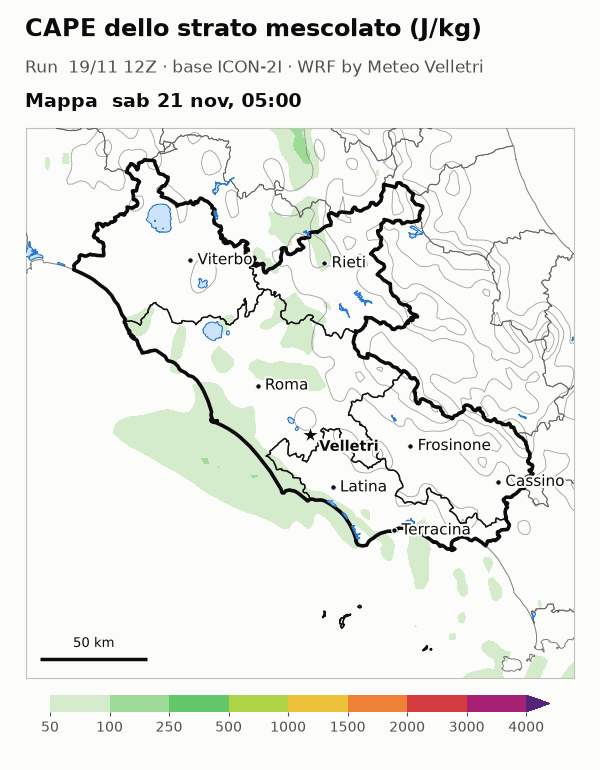 CAPE dello strato mescolato (J/kg)
Run  19/11 12Z · base ICON-2I · WRF by Meteo Velletri
Mappa  sab 21 nov, 05:00
Viterbo
Rieti
Roma
Velletri
Frosinone
Cassino
Latina
Terracina
50 km
50 100 250 500 1000 1500 2000 3000 4000